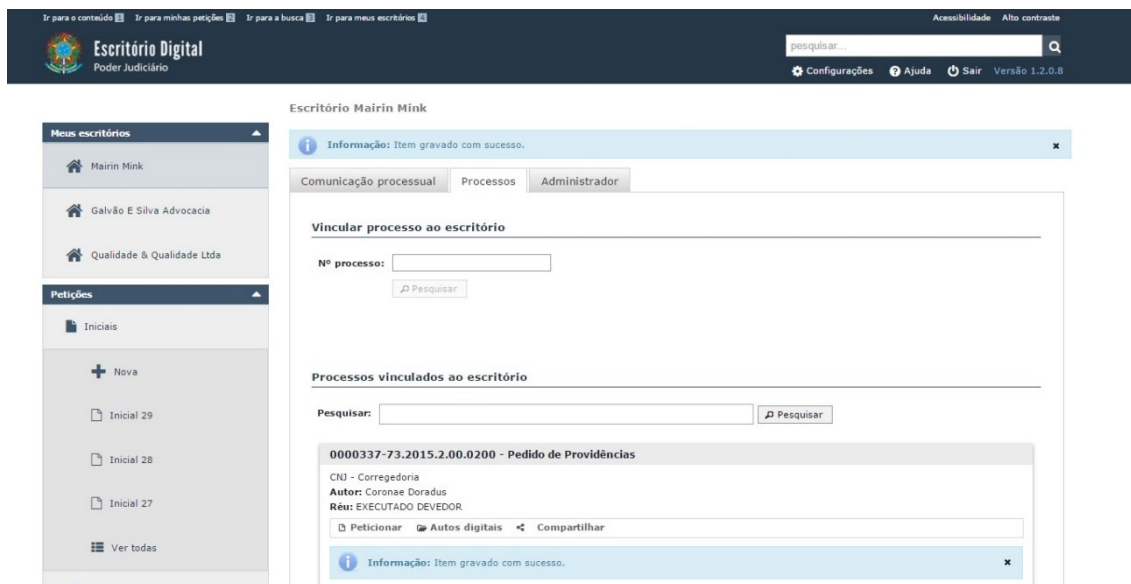 Ir para o conteúdo 1 Ir para minhas petições 2 Ir para a busca 3 Ir para meus escritórios 4 Acessibilidade Alto contraste
Escritório Digital
Poder Judiciário
pesquisar...
Configurações Ajuda Sair Versão 1.2.0.8
Escritório Mairin Mink
Meus escritórios
Mairin Mink
Galvão E Silva Advocacia
Qualidade & Qualidade Ltda
Petições
Iniciais
Nova
Inicial 29
Inicial 28
Inicial 27
Ver todas
Informação: Item gravado com sucesso.
Comunicação processual Processos Administrador
Vincular processo ao escritório
Nº processo:
Pesquisar
Processos vinculados ao escritório
Pesquisar: Pesquisar
0000337-73.2015.2.00.0200 - Pedido de Providências
CNJ - Corregedoria
Autor: Coronae Doradus
Réu: EXECUTADO DEVEDOR
Peticionar Autos digitais Compartilhar
Informação: Item gravado com sucesso.